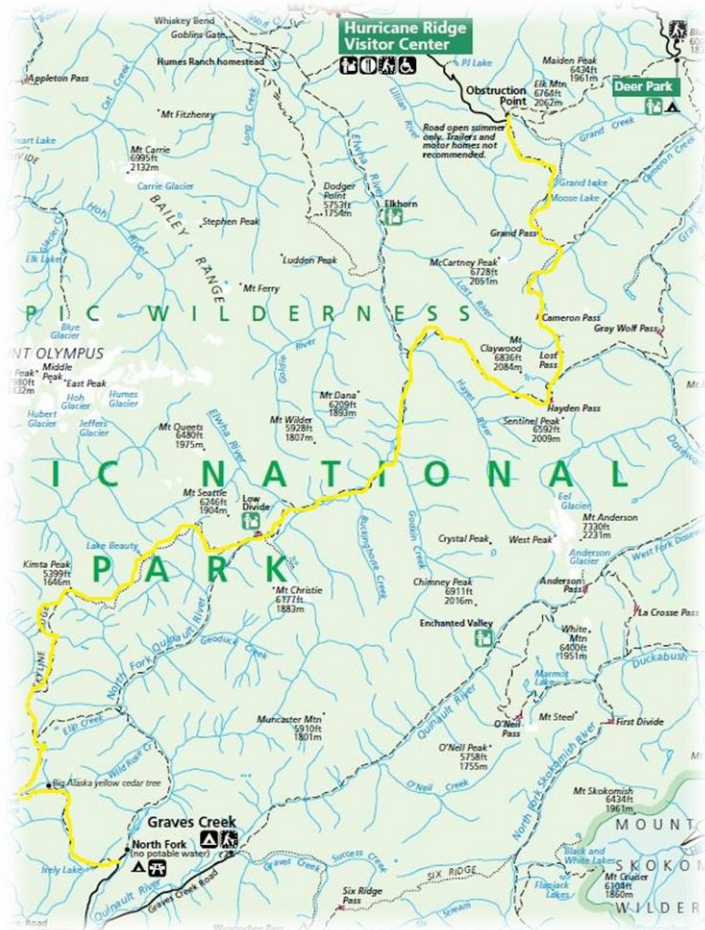 Whiskey Bend
Goblins Gate
Humes Ranch homestead
Hurricane Ridge
Visitor Center
PJ Lake
Maiden Peak
6434ft
1961m
Obstruction
Point
Elk Mtn
6764ft
2062m
Deer Park
Appleton Pass
Cat Creek
Long Creek
Lillian River
Road open summer
only. Trailers and
motor homes not
recommended.
Grand Creek
Cameron Creek
Mt Fitzhenry
Elwha River
Mt Carrie
6995ft
2132m
Carrie Glacier
Grand Lake
Moose Lake
Dodger
Point
5753ft
1754m
Elkhorn
BAILEY
RANGE
Hoh
River
Stephen Peak
Grand Pass
Elk Lake
Ludden Peak
McCartney Peak
6728ft
2051m
Lost
River
Mt Ferry
PIC WILDERNESS
Cameron Pass
Gray Wolf Pass
Blue
Glacier
NT OLYMPUS
Middle
Peak
East Peak
Hoh
Glacier
Humes
Glacier
Hubert
Glacier
Jeffers
Glacier
Goldie
River
Mt
Claywood
6836ft
2084m
Lost
Pass
Hayden Pass
Hayes
River
Sentinel Peak
6592ft
2009m
Mt Dana
6209ft
1893m
Mt Wilder
5928ft
1807m
Mt Queets
6480ft
1975m
Elwha River
PIC NATIONAL
PARK
Mt Seattle
6246ft
1904m
Low
Divide
Eel
Glacier
Mt Anderson
7330ft
2231m
Anderson
Glacier
West Peak
Crystal Peak
West Fork Dosew
Buckinghorse Creek
Godkin Creek
Lake Beauty
Kimta Peak
5399ft
1646m
Mt Christie
6177ft
1883m
Chimney Peak
6911ft
2016m
Anderson
Pass
La Crosse Pass
Enchanted Valley
White
Mtn
6400ft
1951m
North Fork Quinault River
Geoduck Creek
Duckabush
Marmot
Lake
Elip Creek
Muncaster Mtn
5910ft
1801m
Quinault River
O'Neil
Pass
Mt Steel
First Divide
Wild Rose Cr
O'Neil Peak
5758ft
1755m
O'Neil Creek
North Fork Skokomish River
Big Alaska yellow cedar tree
Mt Skokomish
6434ft
1961m
Graves Creek
MOUNT
North Fork
(no potable water)
Black and
White Lakes
SKOKOM
Irely Lake
Success Creek
Graves Creek
SIX RIDGE
Flapjack
Lakes
Mt Cruiser
6104ft
1860m
Quinault River
Graves Creek Road
Six Ridge
Pass
WILDER
Stream